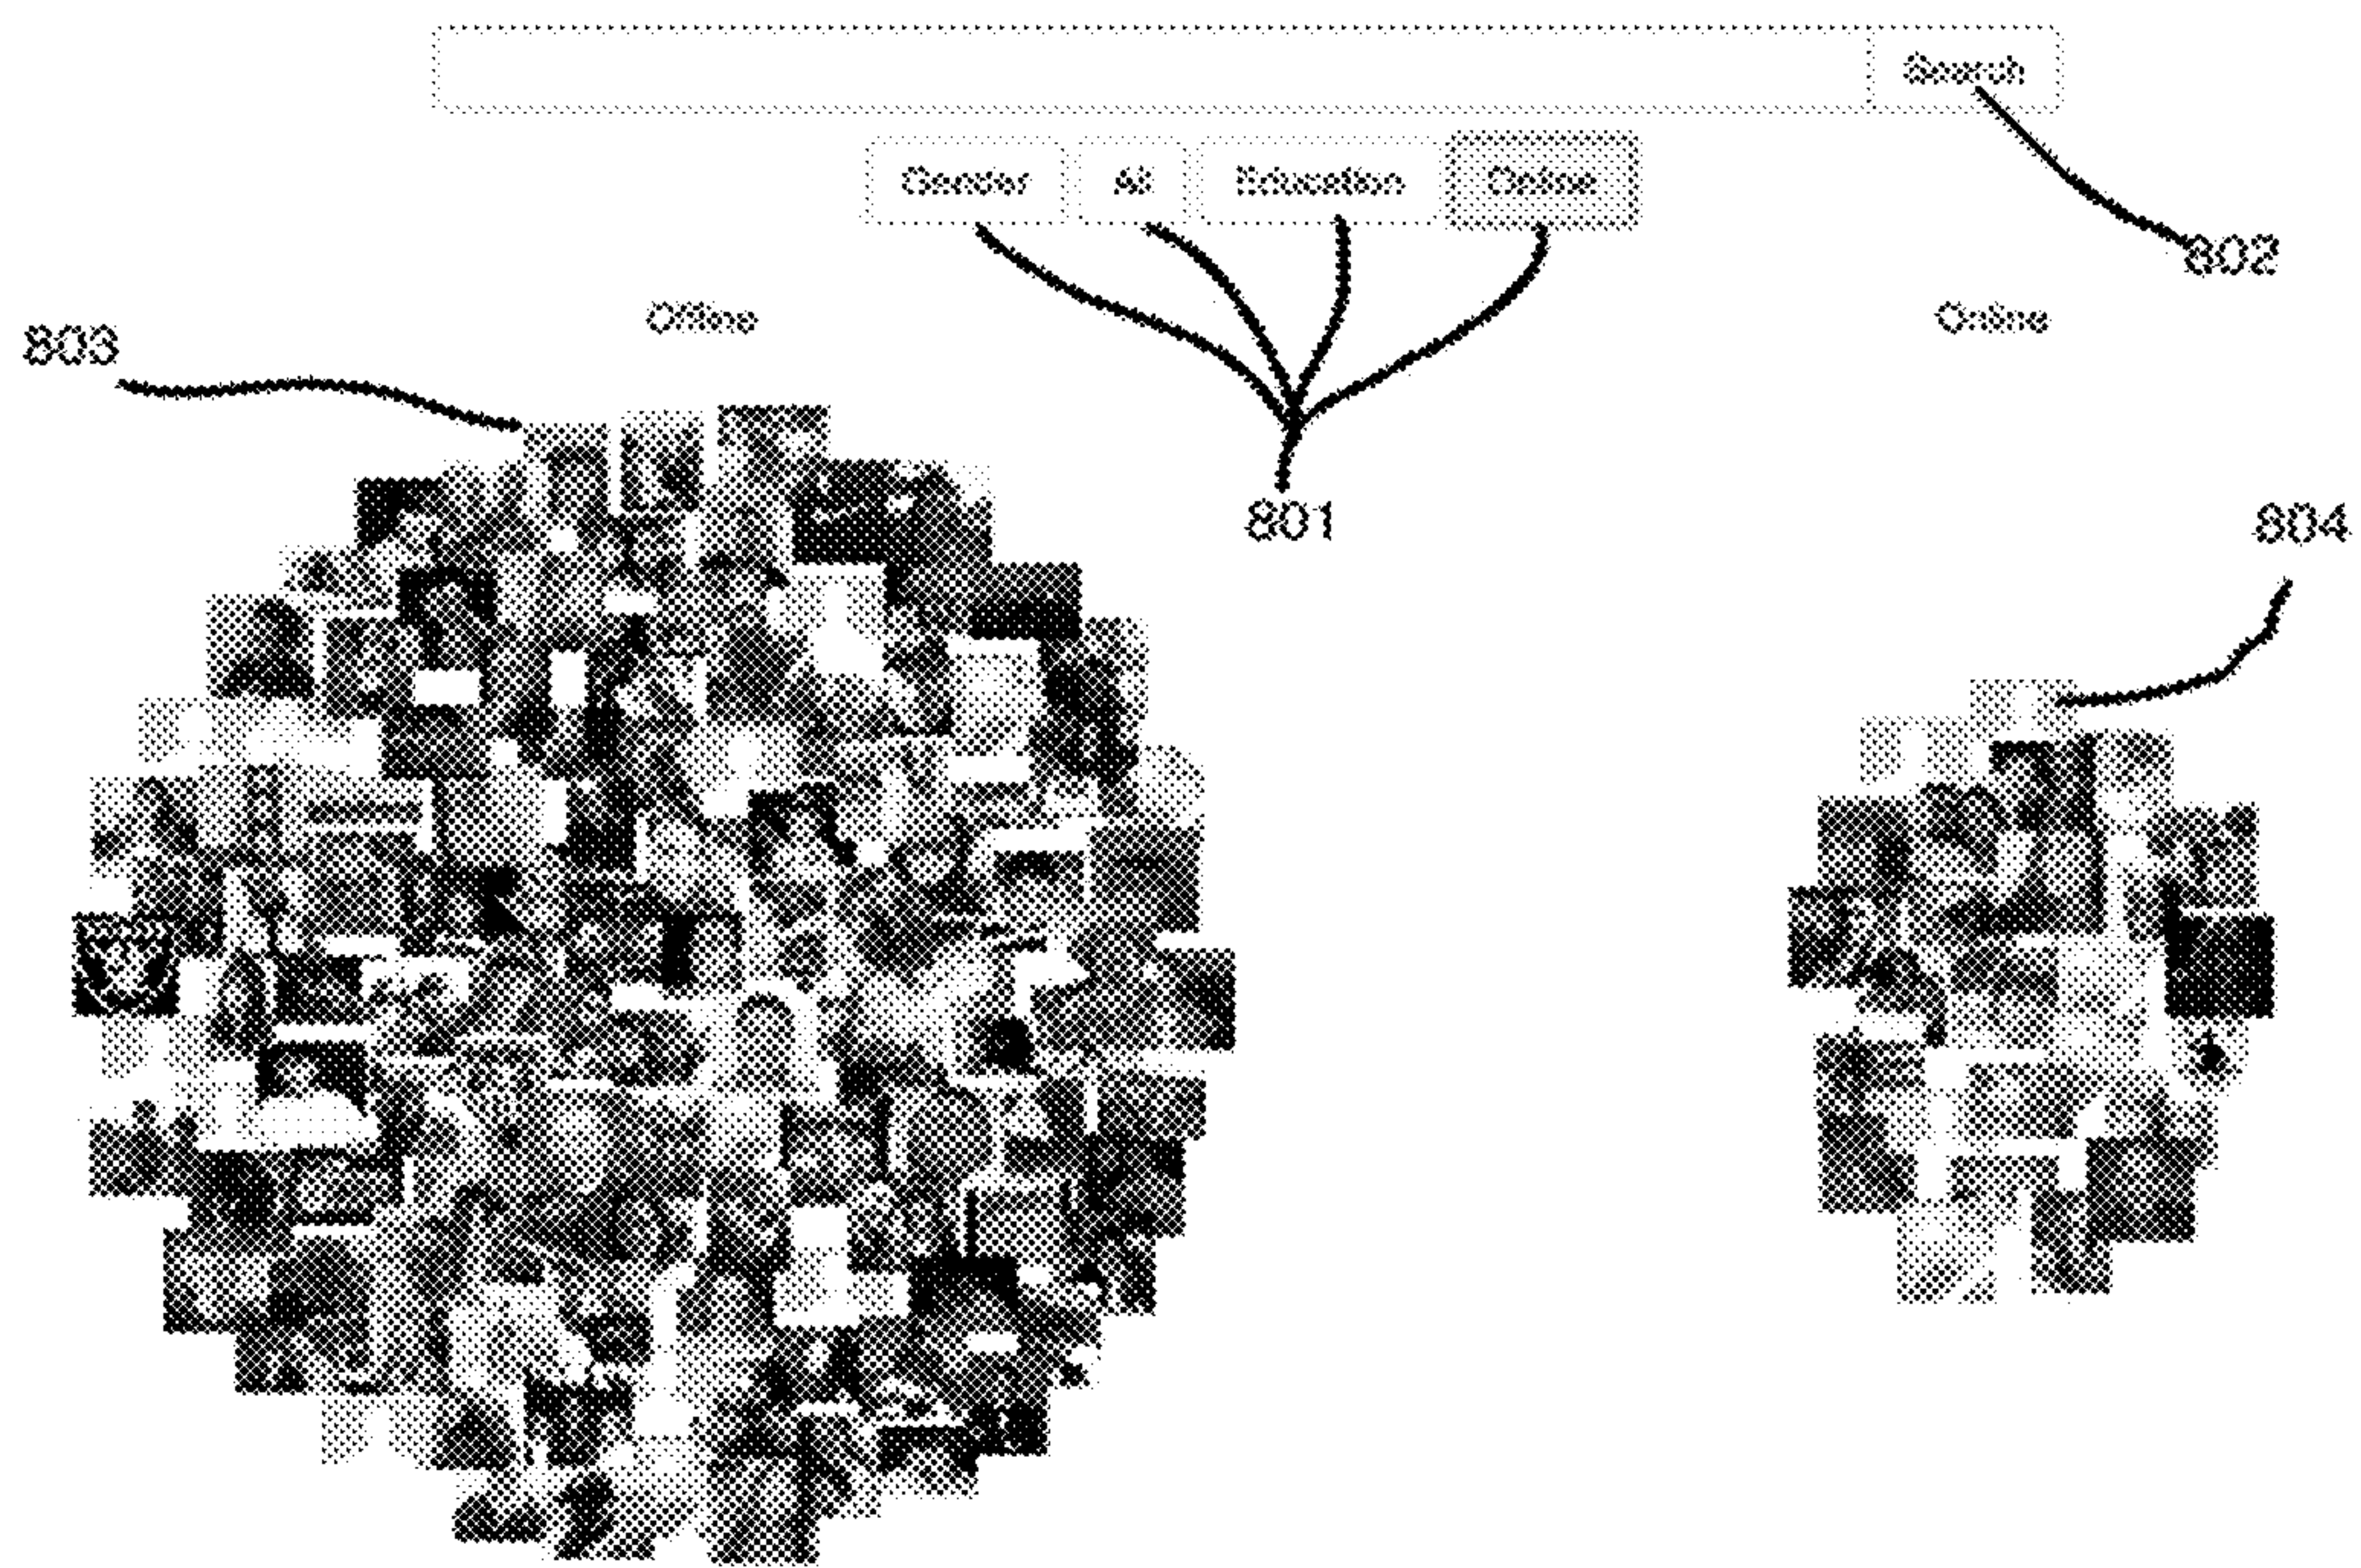 Search
Gender All Education Online
802
803 Offline Online
801
804